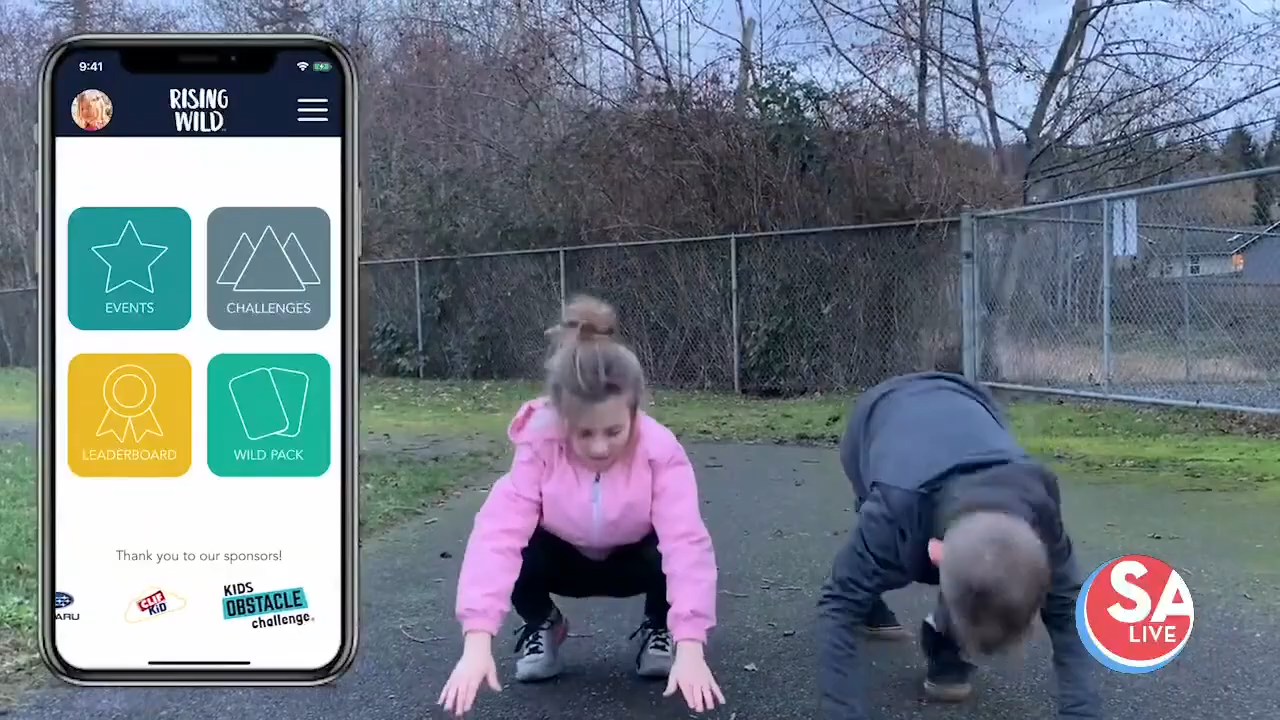 9:41
RISING
WILD
EVENTS
CHALLENGES
LEADERBOARD
WILD PACK
Thank you to our sponsors!
ARU
CLIF
KID
KIDS
OBSTACLE
challenge
SA
LIVE